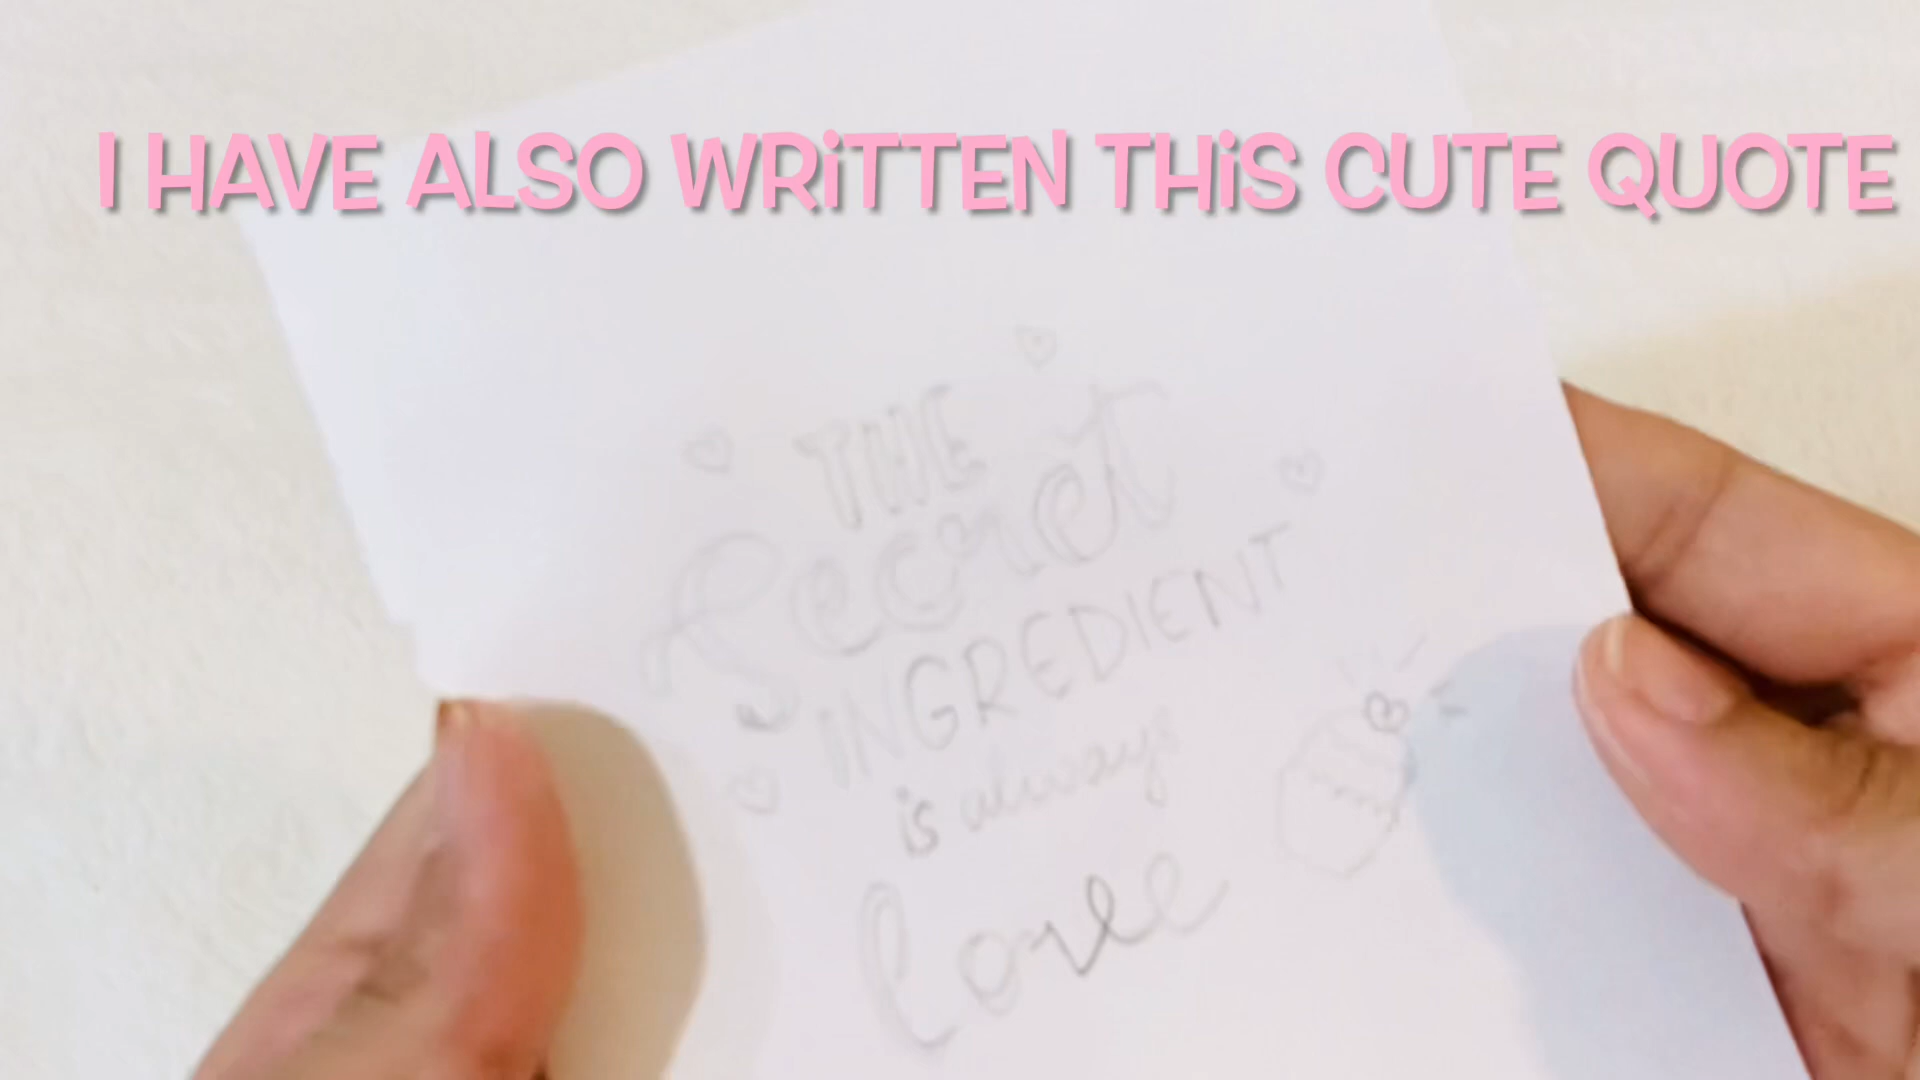 I HAVE ALSO WRITTEN THIS CUTE QUOTE
THE
Secret
INGREDIENT
is always
love